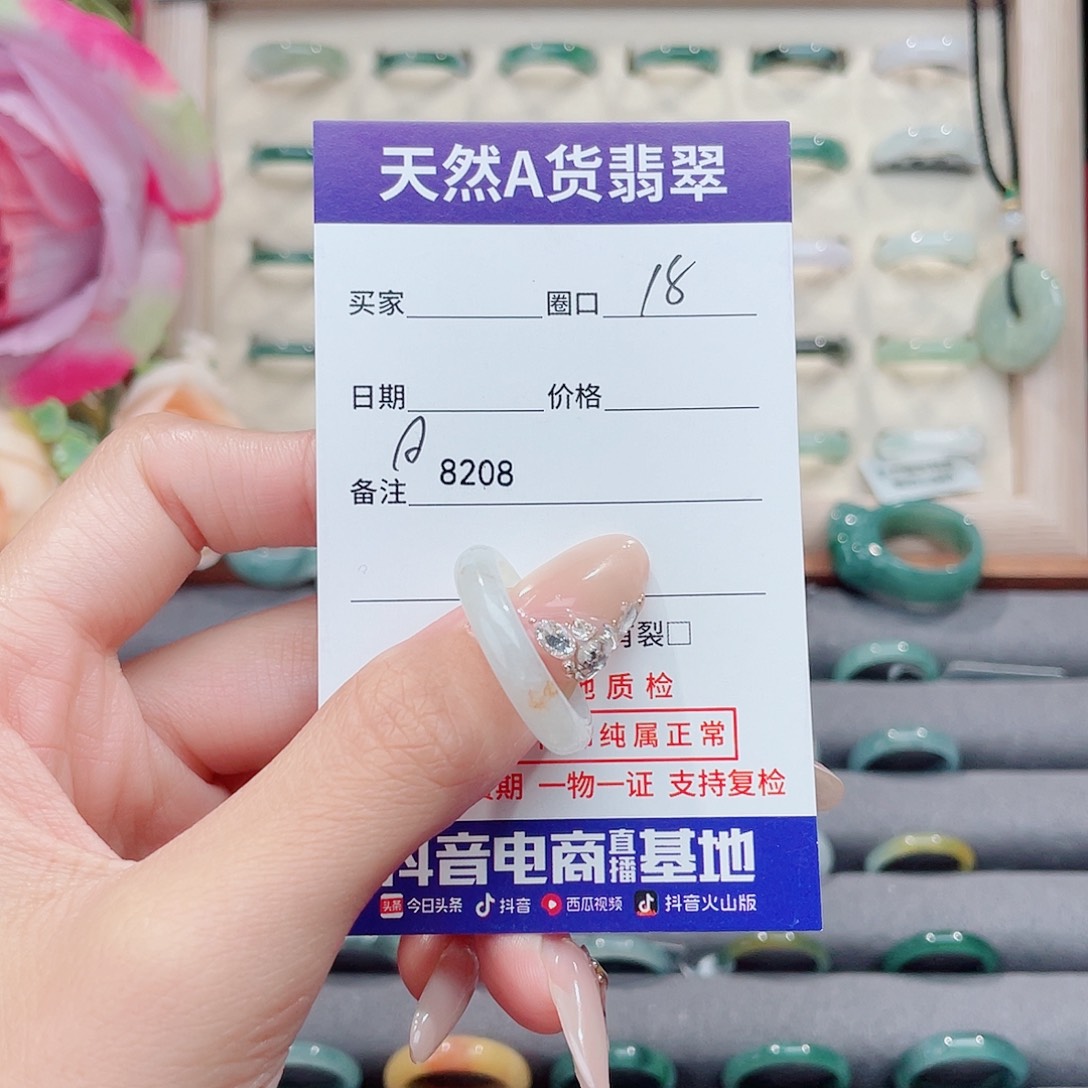 天然A货翡翠
买家 圈口 18
日期 价格
A 8208
备注
裂□
质检
纯属正常
期 一物一证 支持复检
抖音电商直播基地
头条 今日头条 抖音 西瓜视频 抖音火山版